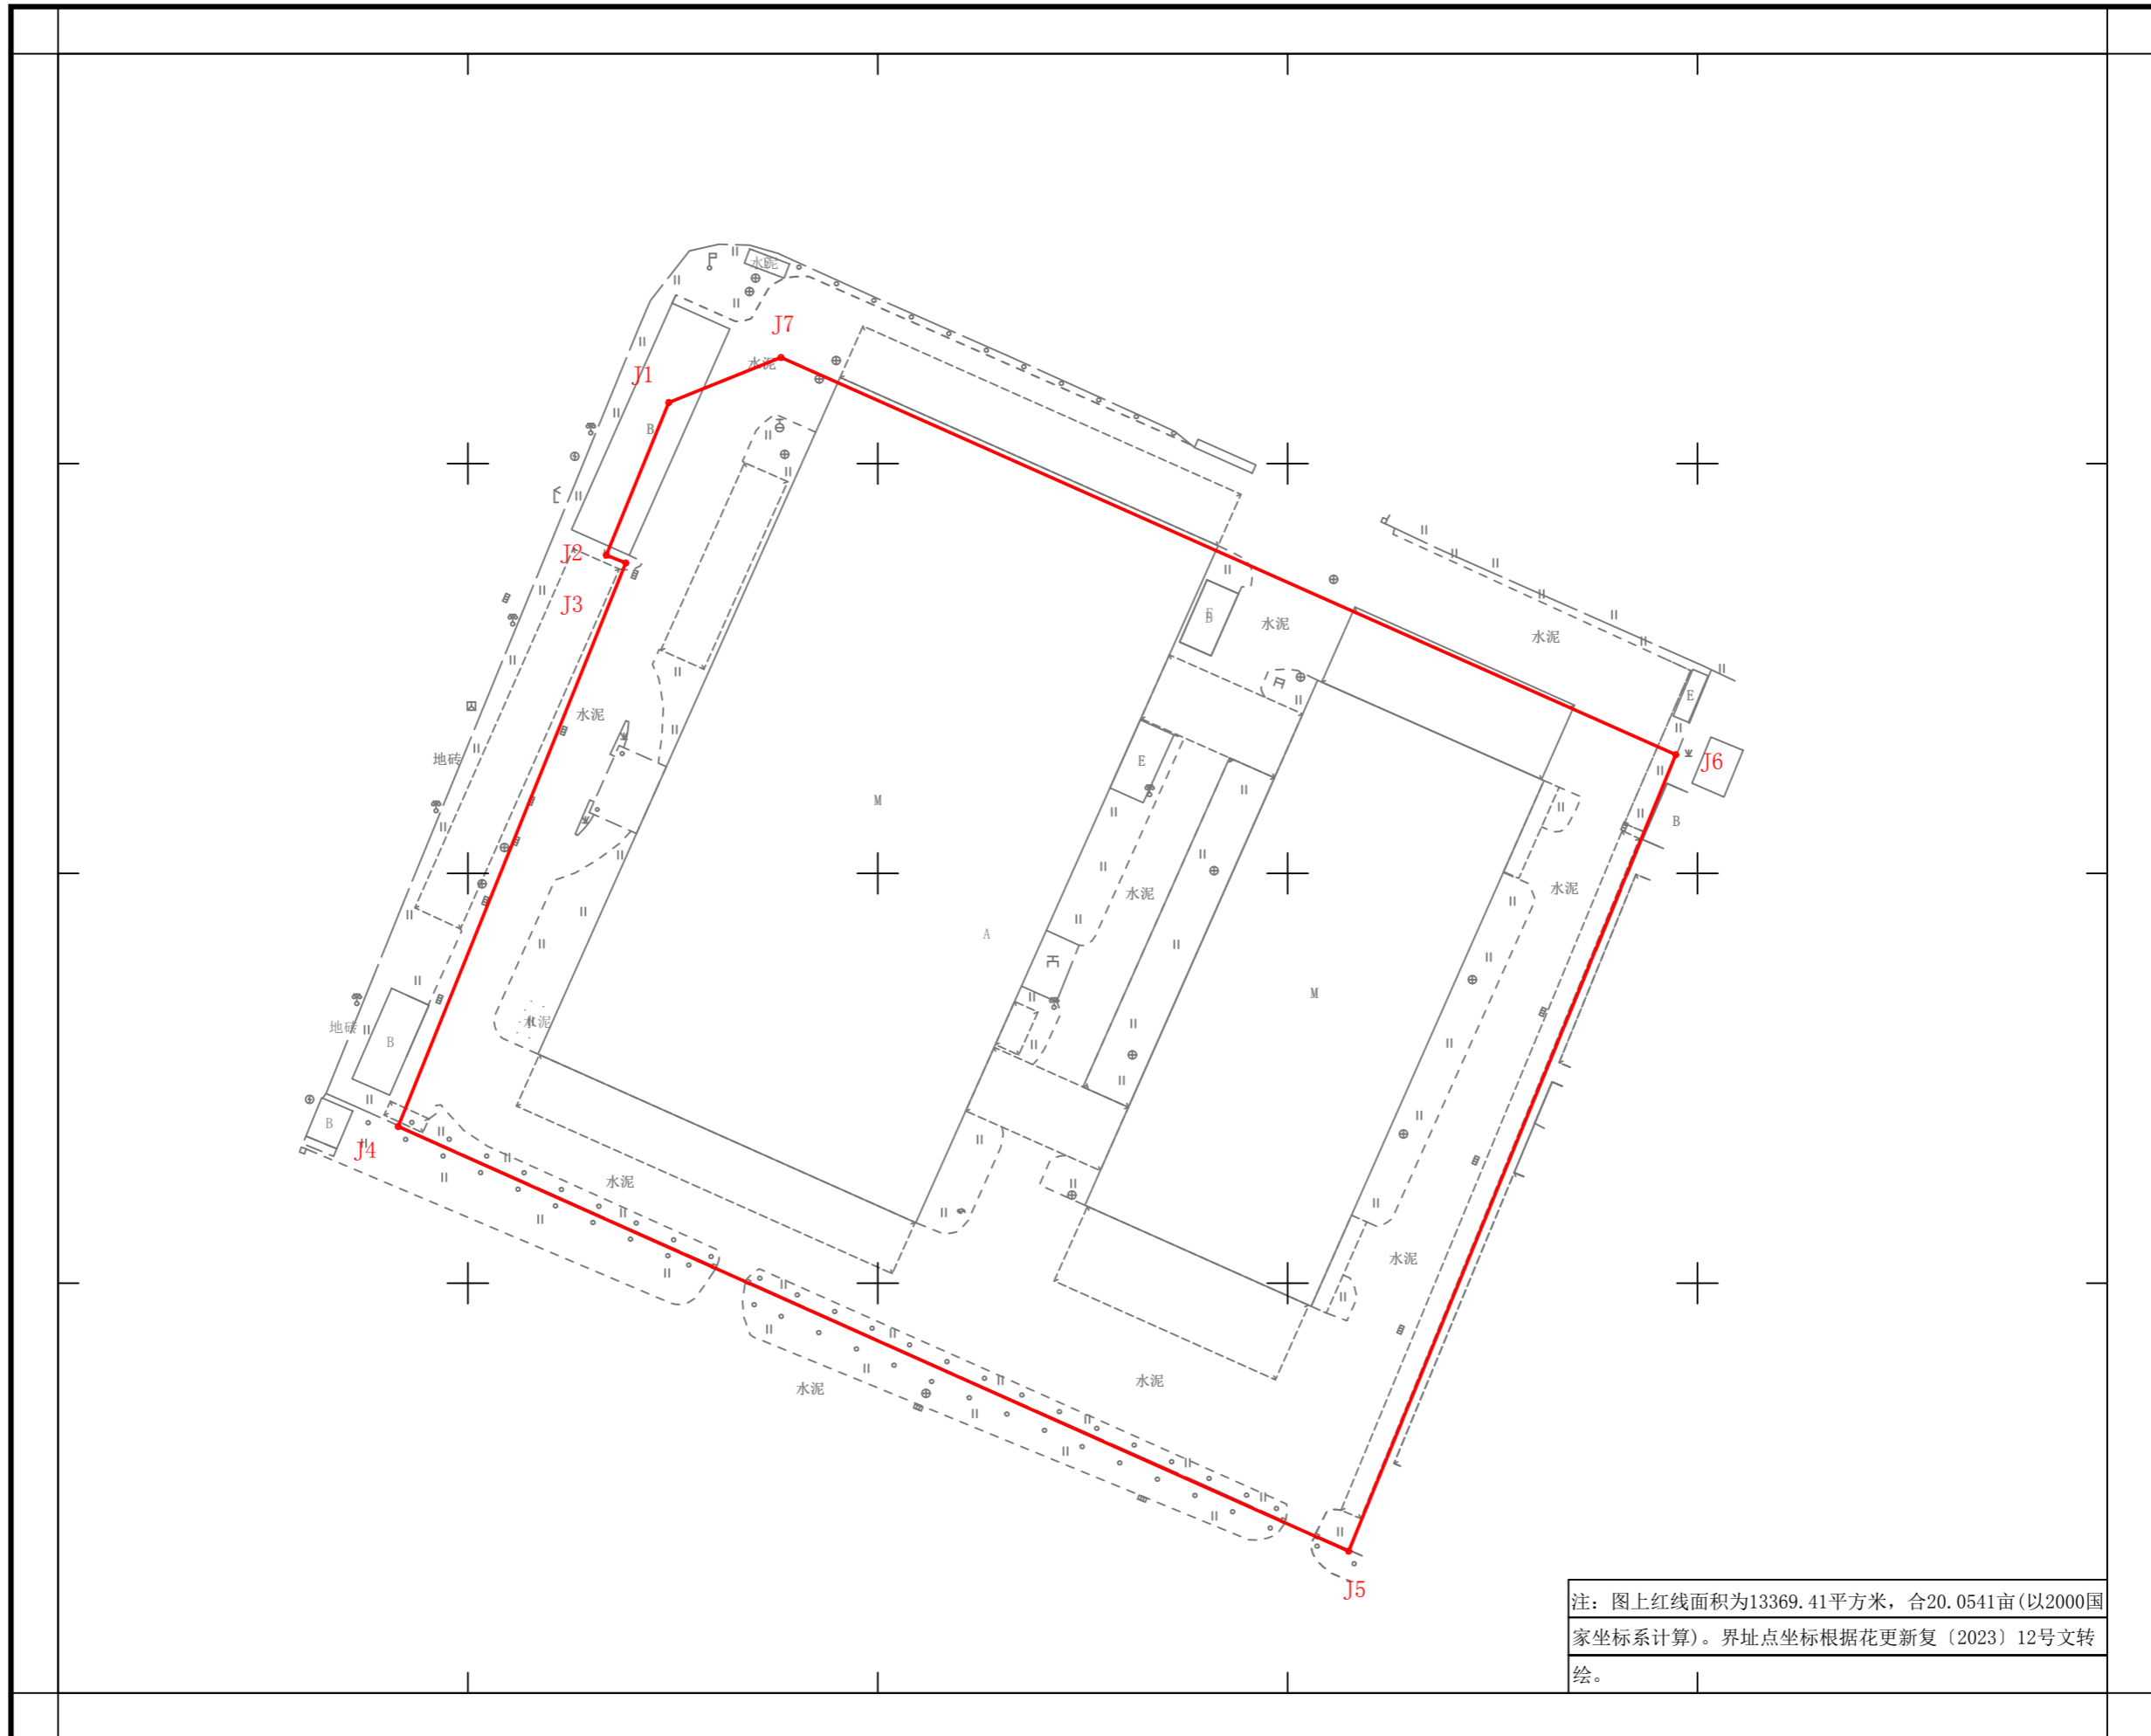 水泥
J7
J1
水泥
B
J2
J3
E
水泥
水泥
E
水泥
地砖
E
J6
M
B
水泥
水泥
A
M
水泥
地砖
B
B
J4
水泥
水泥
水泥
水泥
J5
注：图上红线面积为13369.41平方米，合20.0541亩(以2000国
家坐标系计算)。界址点坐标根据花更新复〔2023〕12号文转
绘。